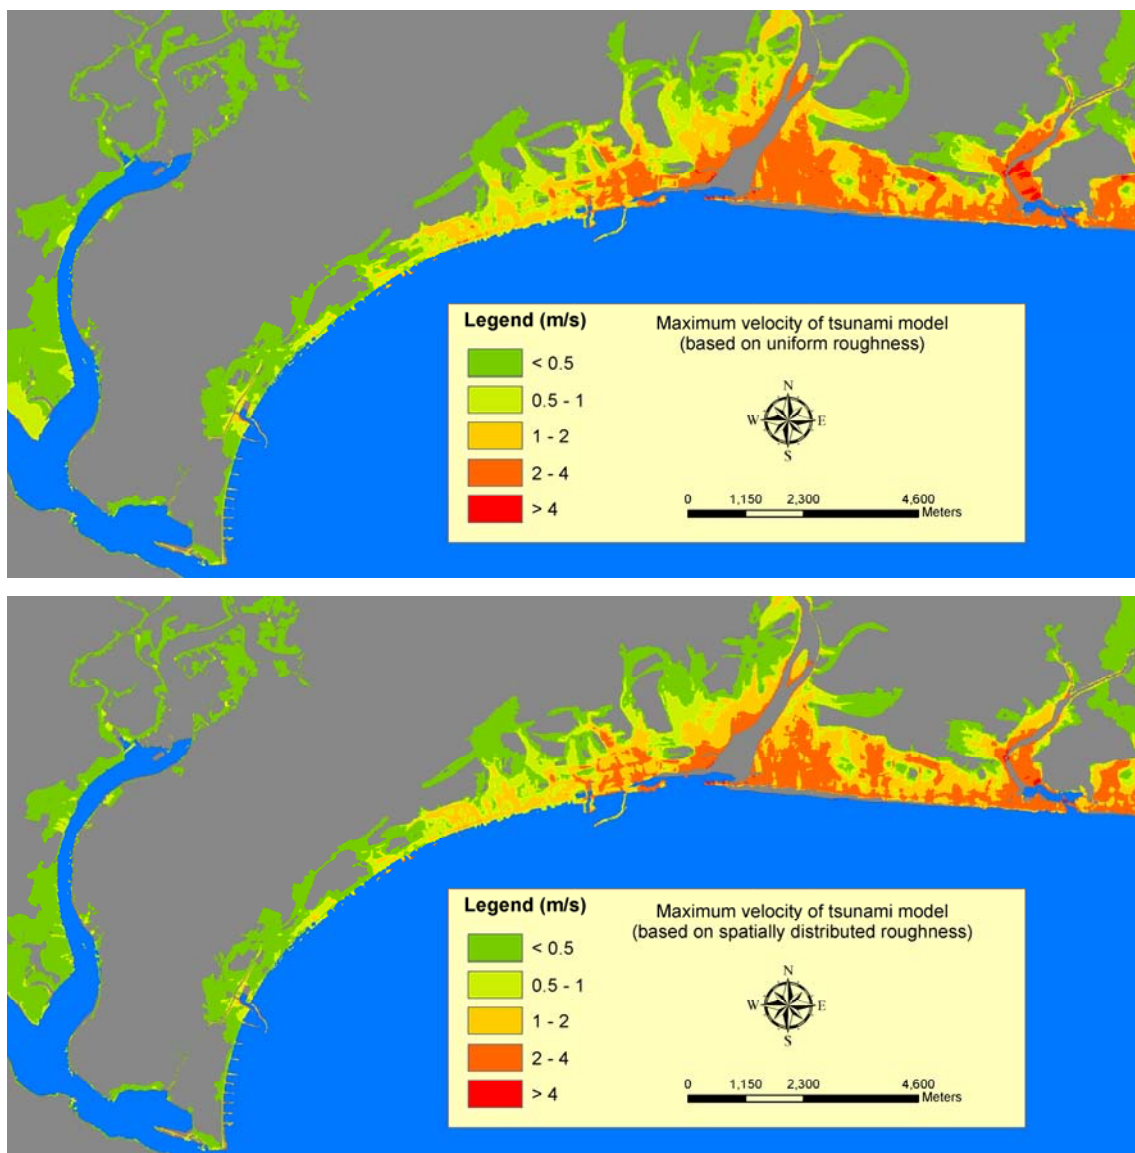 Legend (m/s)
Maximum velocity of tsunami model
(based on uniform roughness)
< 0.5
0.5 - 1
1 - 2
2 - 4
> 4
N
W
E
S
0
1,150
2,300
4,600
Meters
Legend (m/s)
Maximum velocity of tsunami model
(based on spatially distributed roughness)
< 0.5
0.5 - 1
1 - 2
2 - 4
> 4
N
W
E
S
0
1,150
2,300
4,600
Meters